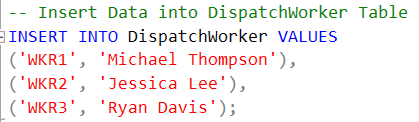 -- Insert Data into DispatchWorker Table
INSERT INTO DispatchWorker VALUES
('WKR1', 'Michael Thompson'),
('WKR2', 'Jessica Lee'),
('WKR3', 'Ryan Davis');